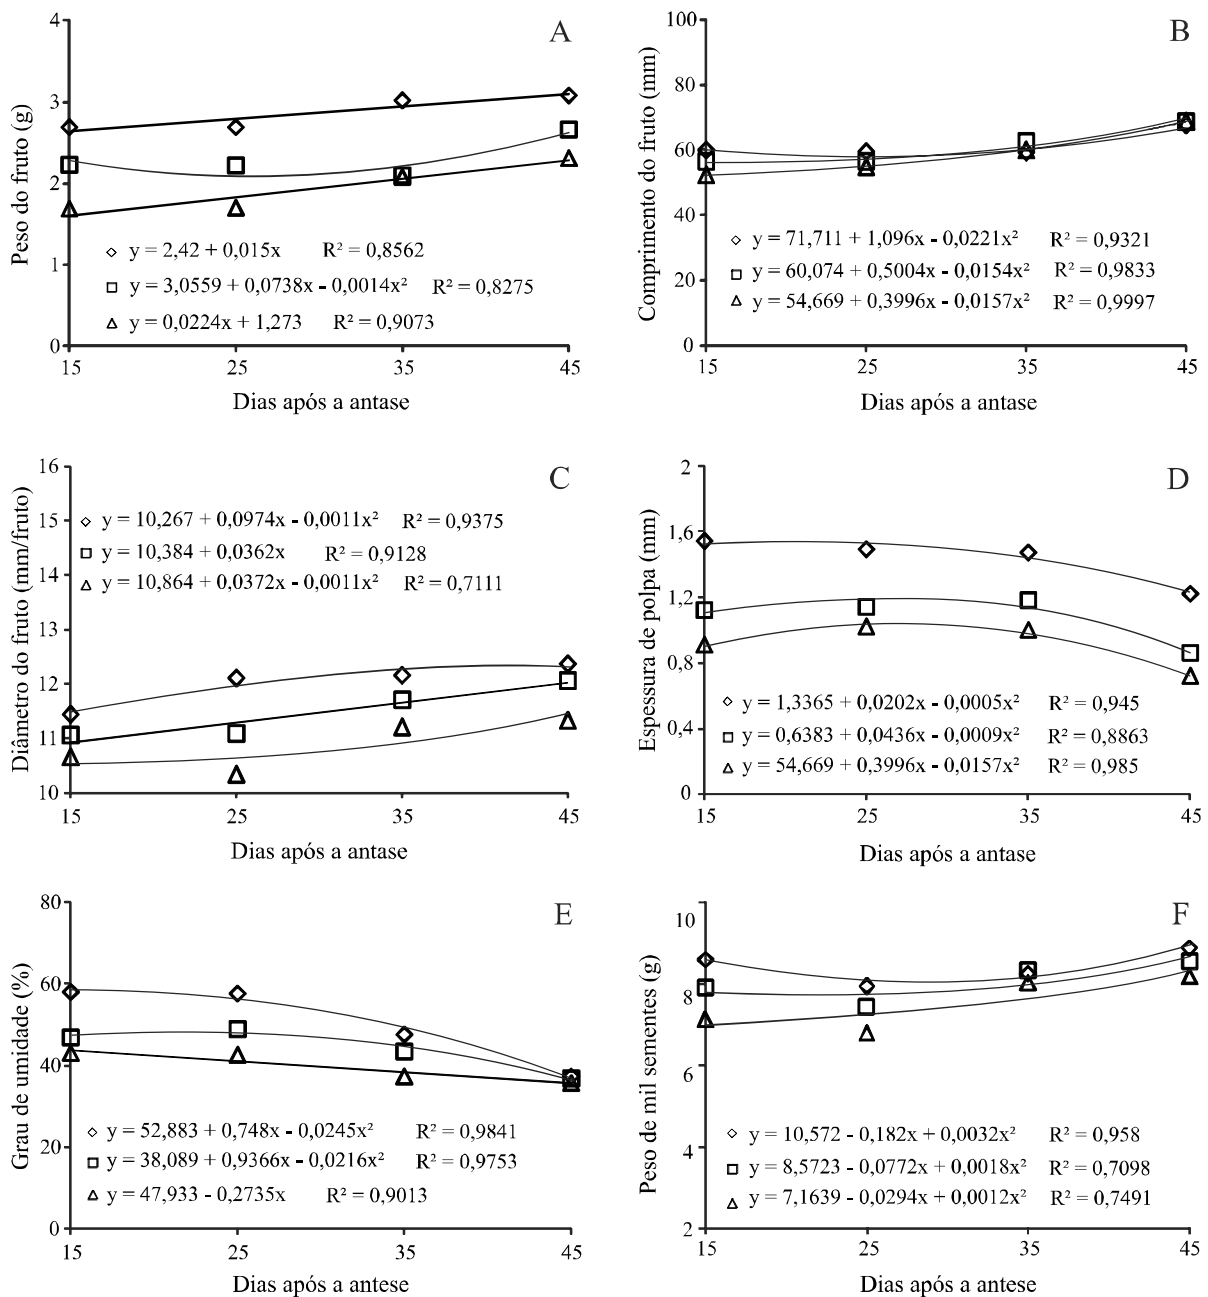 A
Peso do fruto (g)
4
3
2
1
0
y = 2,42 + 0,015x R² = 0,8562
y = 3,0559 + 0,0738x - 0,0014x² R² = 0,8275
y = 0,0224x + 1,273 R² = 0,9073
15 25 35 45
Dias após a antase
B
Comprimento do fruto (mm)
100
80
60
40
20
0
y = 71,711 + 1,096x - 0,0221x² R² = 0,9321
y = 60,074 + 0,5004x - 0,0154x² R² = 0,9833
y = 54,669 + 0,3996x - 0,0157x² R² = 0,9997
15 25 35 45
Dias após a antase
C
Diâmetro do fruto (mm/fruto)
16
15
14
13
12
11
10
y = 10,267 + 0,0974x - 0,0011x² R² = 0,9375
y = 10,384 + 0,0362x R² = 0,9128
y = 10,864 + 0,0372x - 0,0011x² R² = 0,7111
15 25 35 45
Dias após a antase
D
Espessura de polpa (mm)
2
1,6
1,2
0,8
0,4
0
y = 1,3365 + 0,0202x - 0,0005x² R² = 0,945
y = 0,6383 + 0,0436x - 0,0009x² R² = 0,8863
y = 54,669 + 0,3996x - 0,0157x² R² = 0,985
15 25 35 45
Dias após a antase
E
Grau de umidade (%)
80
60
40
20
0
y = 52,883 + 0,748x - 0,0245x² R² = 0,9841
y = 38,089 + 0,9366x - 0,0216x² R² = 0,9753
y = 47,933 - 0,2735x R² = 0,9013
15 25 35 45
Dias após a antese
F
Peso de mil sementes (g)
10
8
6
4
2
y = 10,572 - 0,182x + 0,0032x² R² = 0,958
y = 8,5723 - 0,0772x + 0,0018x² R² = 0,7098
y = 7,1639 - 0,0294x + 0,0012x² R² = 0,7491
15 25 35 45
Dias após a antese